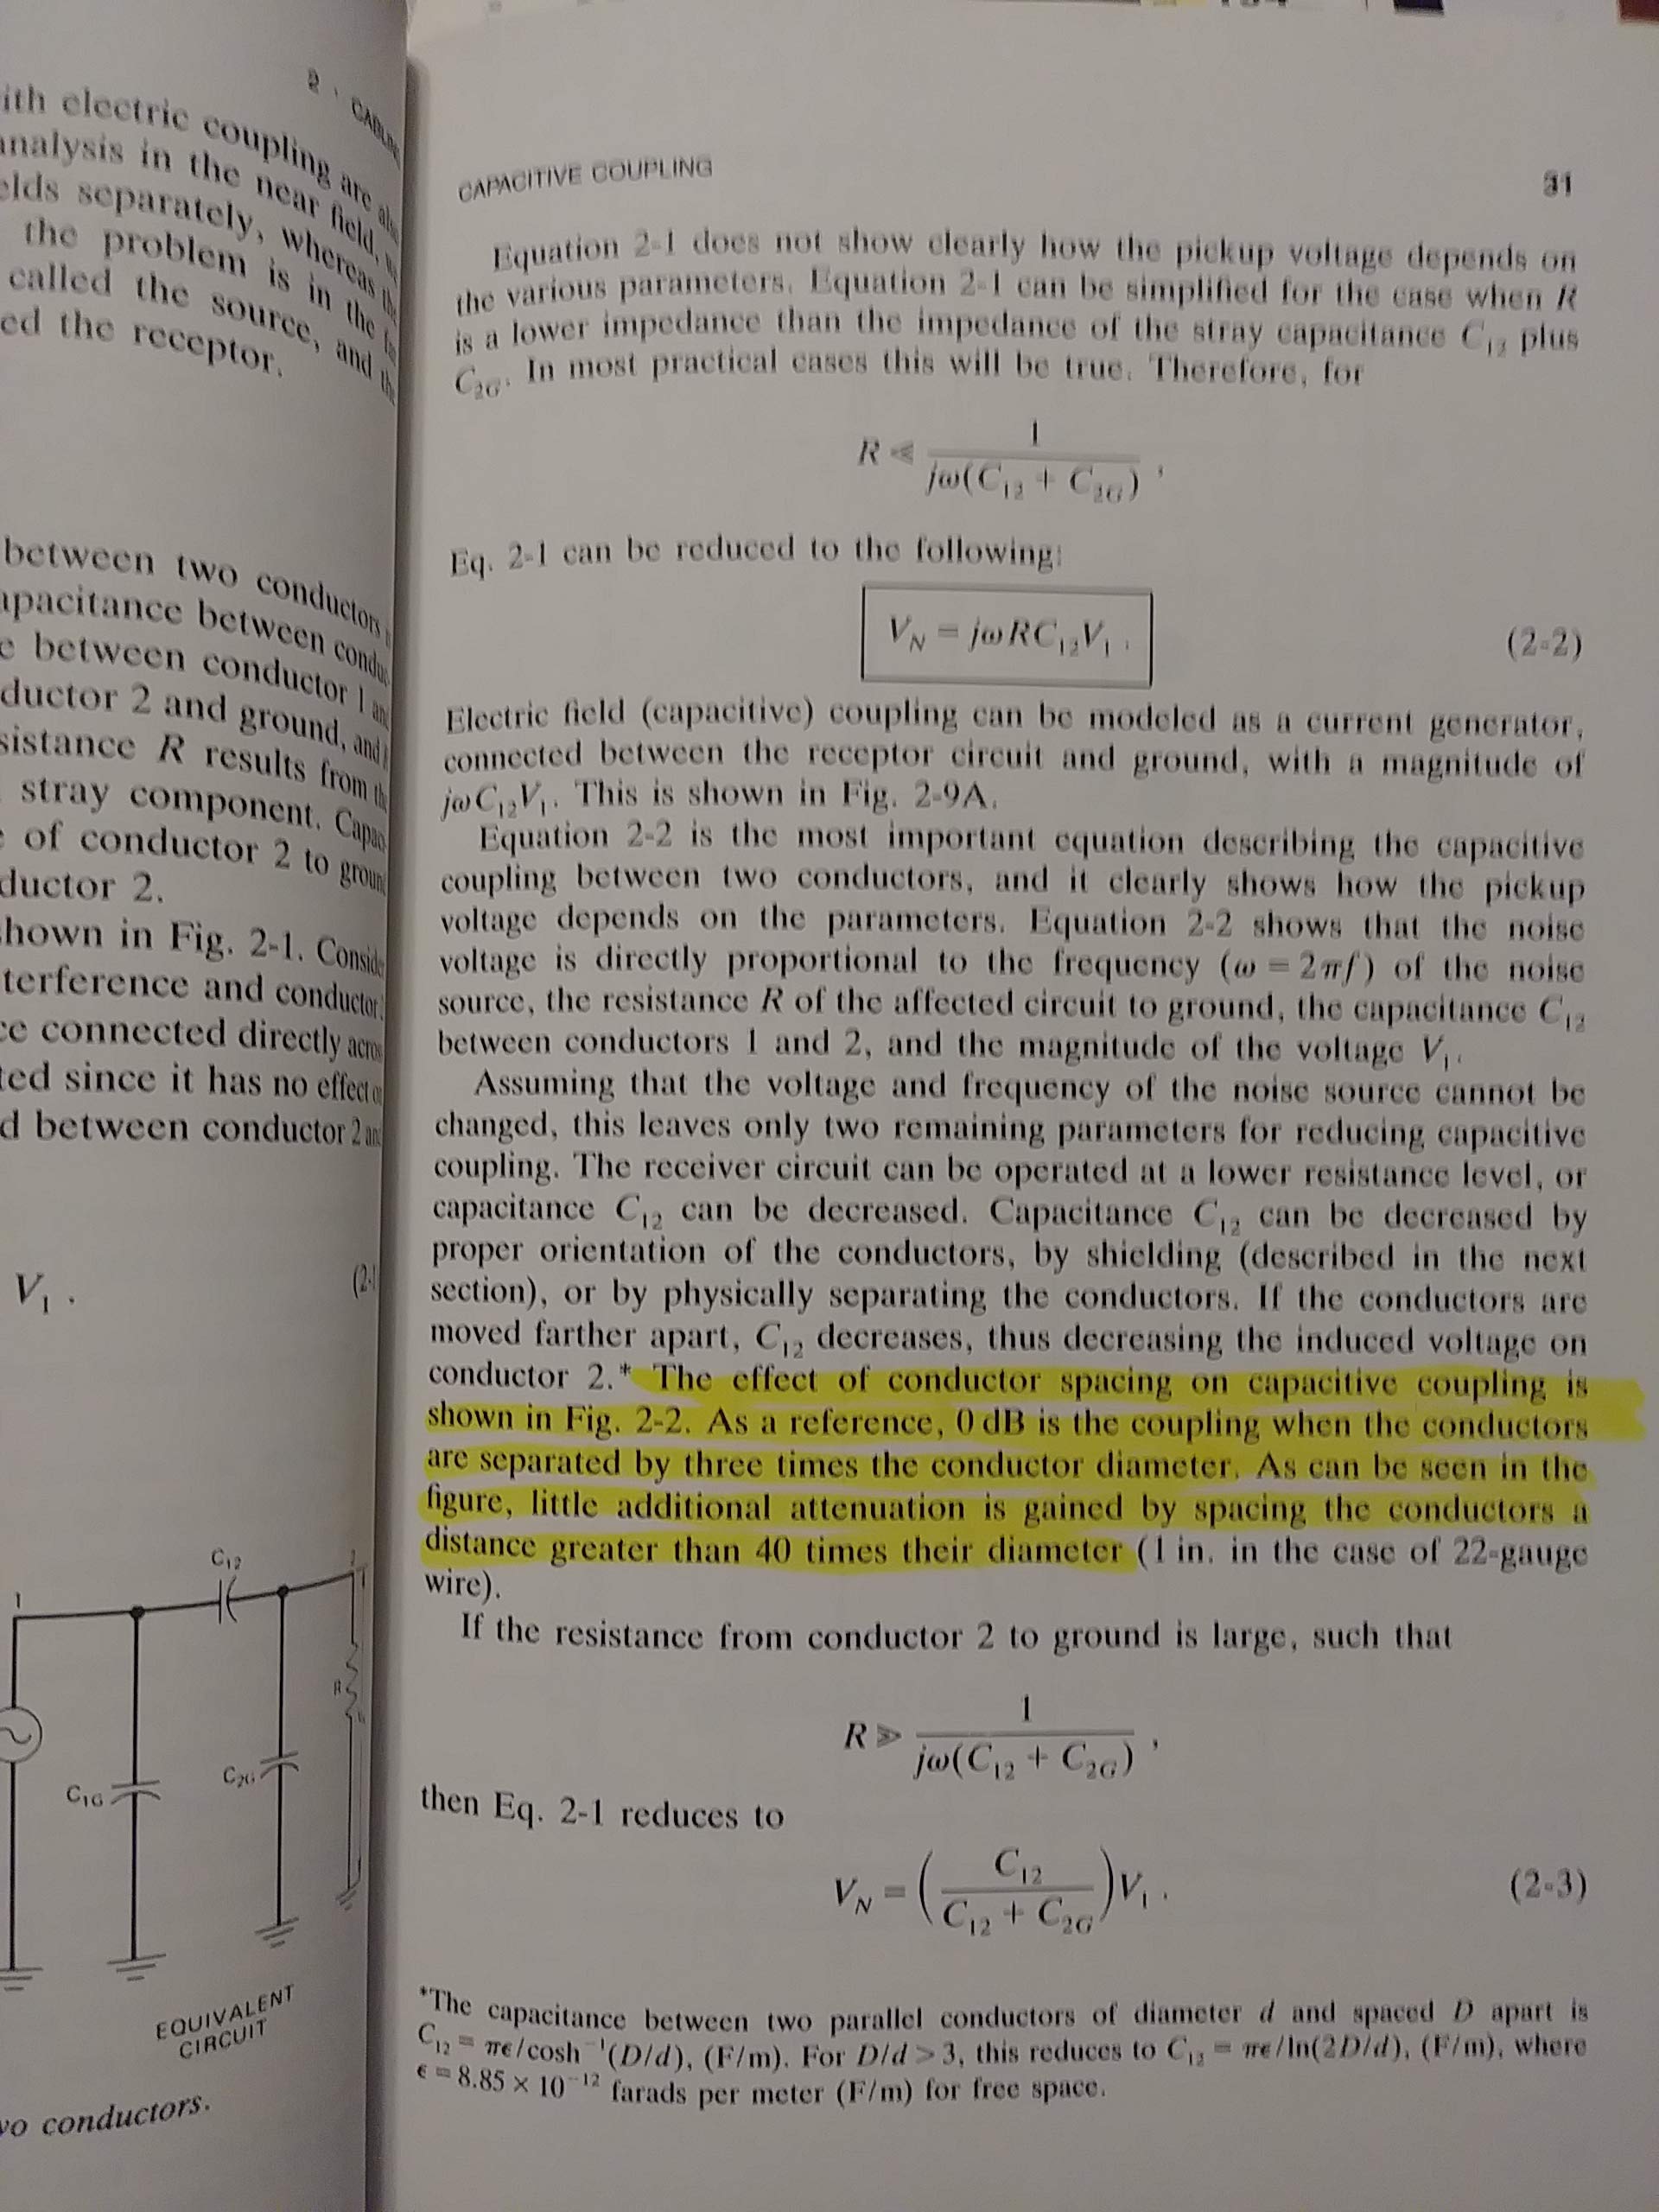 ith electric coupling are also
analysis in the near field,
elds separately, whereas the
the problem is in the far
called the source, and the
ed the receptor.
between two conductors
apacitance between condu
e between conductor 1 and
ductor 2 and ground, and
sistance R results from the
stray component. Capac
e of conductor 2 to ground
ductor 2.
hown in Fig. 2-1. Conside
terference and conductor
ce connected directly across
ted since it has no effect
d between conductor 2 and
V₁ . (2-1
C₁₂
1
2
R
C₁G
C₂G
EQUIVALENT
CIRCUIT
wo conductors.
CAPACITIVE COUPLING 31
Equation 2-1 does not show clearly how the pickup voltage depends on
the various parameters. Equation 2-1 can be simplified for the case when R
is a lower impedance than the impedance of the stray capacitance C₁₂ plus
C₂G. In most practical cases this will be true. Therefore, for
R ≪ 1 / jω(C₁₂ + C₂G) ,
Eq. 2-1 can be reduced to the following:
V_N = jωRC₁₂V₁ . (2-2)
Electric field (capacitive) coupling can be modeled as a current generator,
connected between the receptor circuit and ground, with a magnitude of
jωC₁₂V₁. This is shown in Fig. 2-9A.
Equation 2-2 is the most important equation describing the capacitive
coupling between two conductors, and it clearly shows how the pickup
voltage depends on the parameters. Equation 2-2 shows that the noise
voltage is directly proportional to the frequency (ω = 2πf) of the noise
source, the resistance R of the affected circuit to ground, the capacitance C₁₂
between conductors 1 and 2, and the magnitude of the voltage V₁.
Assuming that the voltage and frequency of the noise source cannot be
changed, this leaves only two remaining parameters for reducing capacitive
coupling. The receiver circuit can be operated at a lower resistance level, or
capacitance C₁₂ can be decreased. Capacitance C₁₂ can be decreased by
proper orientation of the conductors, by shielding (described in the next
section), or by physically separating the conductors. If the conductors are
moved farther apart, C₁₂ decreases, thus decreasing the induced voltage on
conductor 2.* The effect of conductor spacing on capacitive coupling is
shown in Fig. 2-2. As a reference, 0 dB is the coupling when the conductors
are separated by three times the conductor diameter. As can be seen in the
figure, little additional attenuation is gained by spacing the conductors a
distance greater than 40 times their diameter (1 in. in the case of 22-gauge
wire).
If the resistance from conductor 2 to ground is large, such that
R ≫ 1 / jω(C₁₂ + C₂G) ,
then Eq. 2-1 reduces to
V_N = (C₁₂ / C₁₂ + C₂G)V₁ . (2-3)
*The capacitance between two parallel conductors of diameter d and spaced D apart is
C₁₂ = πϵ/cosh⁻¹(D/d), (F/m). For D/d > 3, this reduces to C₁₂ = πϵ/ln(2D/d), (F/m), where
ϵ = 8.85 × 10⁻¹² farads per meter (F/m) for free space.